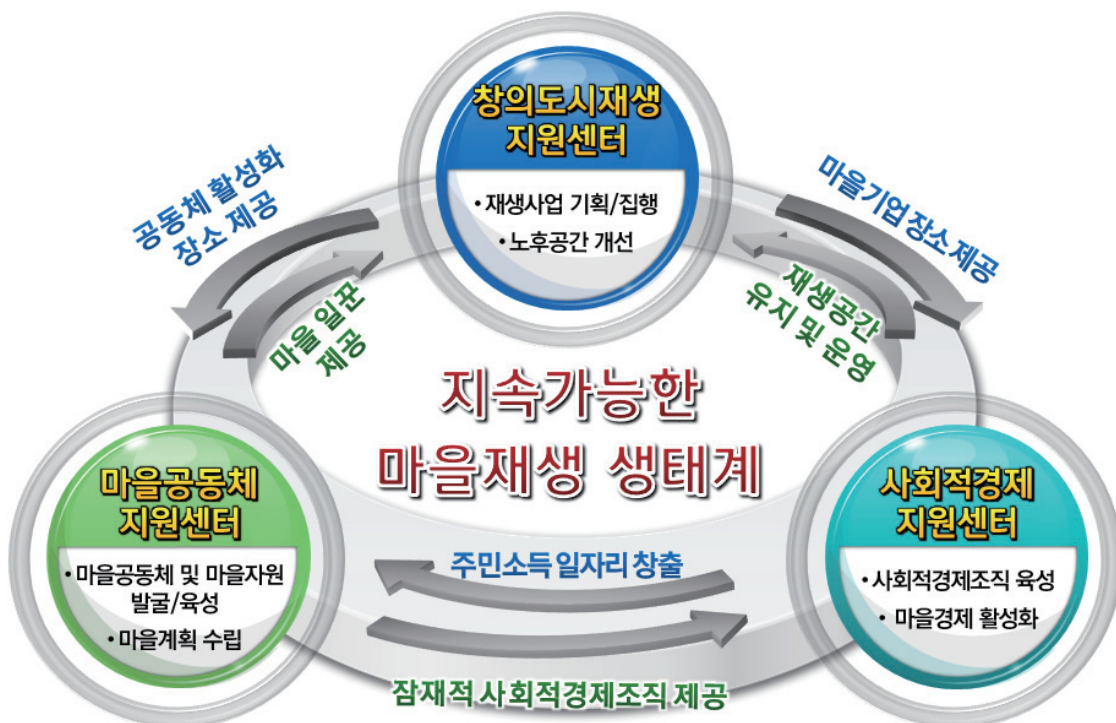 창의도시재생
지원센터
• 재생사업 기획/집행
• 노후공간 개선
공동체 활성화
장소 제공
마을 일꾼
제공
마을기업 장소 제공
재생공간
유지 및 운영
지속가능한
마을재생 생태계
마을공동체
지원센터
• 마을공동체 및 마을자원
발굴/육성
• 마을계획 수립
사회적경제
지원센터
• 사회적경제조직 육성
• 마을경제 활성화
주민소득 일자리 창출
잠재적 사회적경제조직 제공